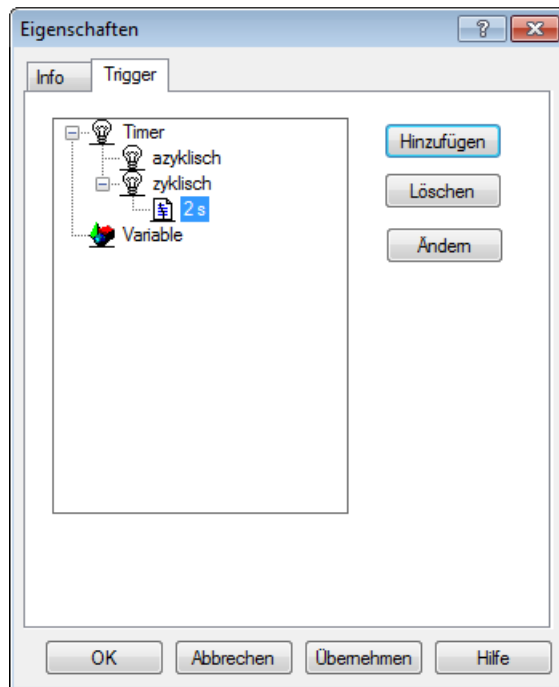 Eigenschaften
Info
Trigger
Timer
azyklisch
zyklisch
2 s
Variable
Hinzufügen
Löschen
Ändern
OK
Abbrechen
Übernehmen
Hilfe